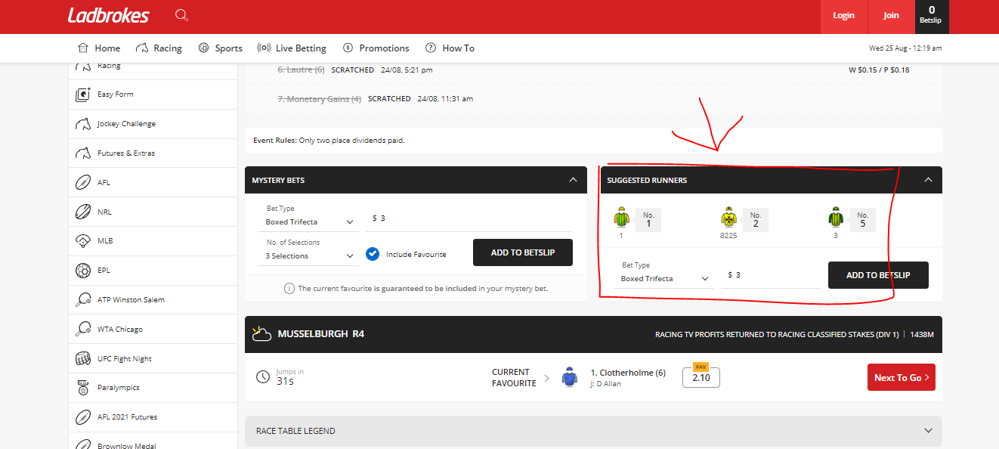 Ladbrokes
Login
Join
0
Betslip
Home
Racing
Sports
Live Betting
Promotions
How To
Wed 25 Aug - 12:19 am
Racing
Easy Form
Jockey Challenge
Futures & Extras
AFL
NRL
MLB
EPL
ATP Winston Salem
WTA Chicago
UFC Fight Night
Paralympics
AFL 2021 Futures
Brownlow Medal
6. Lautre (6) SCRATCHED 24/08, 5:21 pm W $0.15 / P $0.18
7. Monetary Gains (4) SCRATCHED 24/08, 11:31 am
Event Rules: Only two place dividends paid.
MYSTERY BETS
Bet Type
Boxed Trifecta
$ 3
No. of Selections
3 Selections
Include Favourite
ADD TO BETSLIP
The current favourite is guaranteed to be included in your mystery bet.
SUGGESTED RUNNERS
No.
1
1
No.
2
8225
No.
5
3
Bet Type
Boxed Trifecta
$ 3
ADD TO BETSLIP
MUSSELBURGH R4
RACING TV PROFITS RETURNED TO RACING CLASSIFIED STAKES (DIV 1) | 1438M
Jumps in
31s
CURRENT
FAVOURITE
1. Clotherholme (6)
J: D Allan
FAV
2.10
Next To Go
RACE TABLE LEGEND